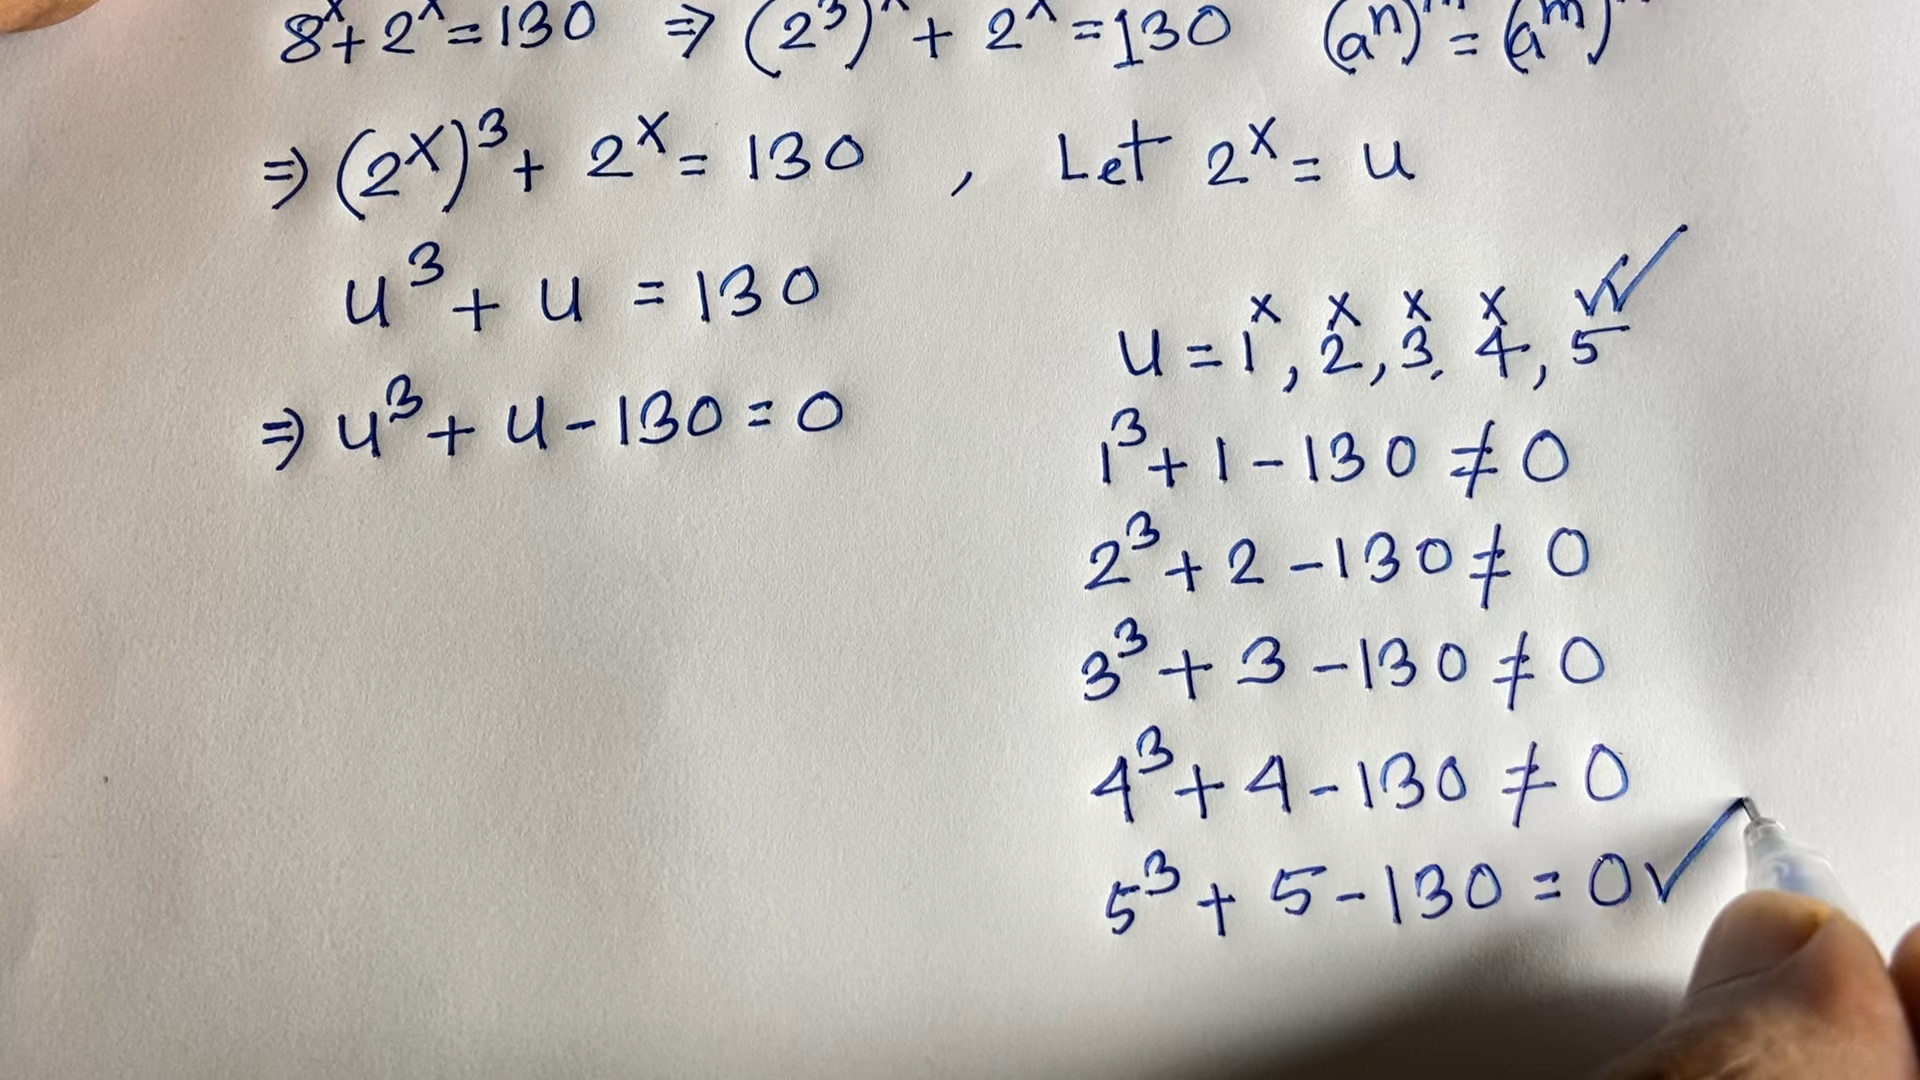 8^x + 2^x = 130 ⇒ (2^3)^x + 2^x = 130 (a^n)^m = (a^m)
⇒ (2^x)^3 + 2^x = 130 , Let 2^x = u
u^3 + u = 130
⇒ u^3 + u - 130 = 0
x x x x ✓✓
u = 1, 2, 3, 4, 5
1^3 + 1 - 130 ≠ 0
2^3 + 2 - 130 ≠ 0
3^3 + 3 - 130 ≠ 0
4^3 + 4 - 130 ≠ 0
5^3 + 5 - 130 = 0 ✓